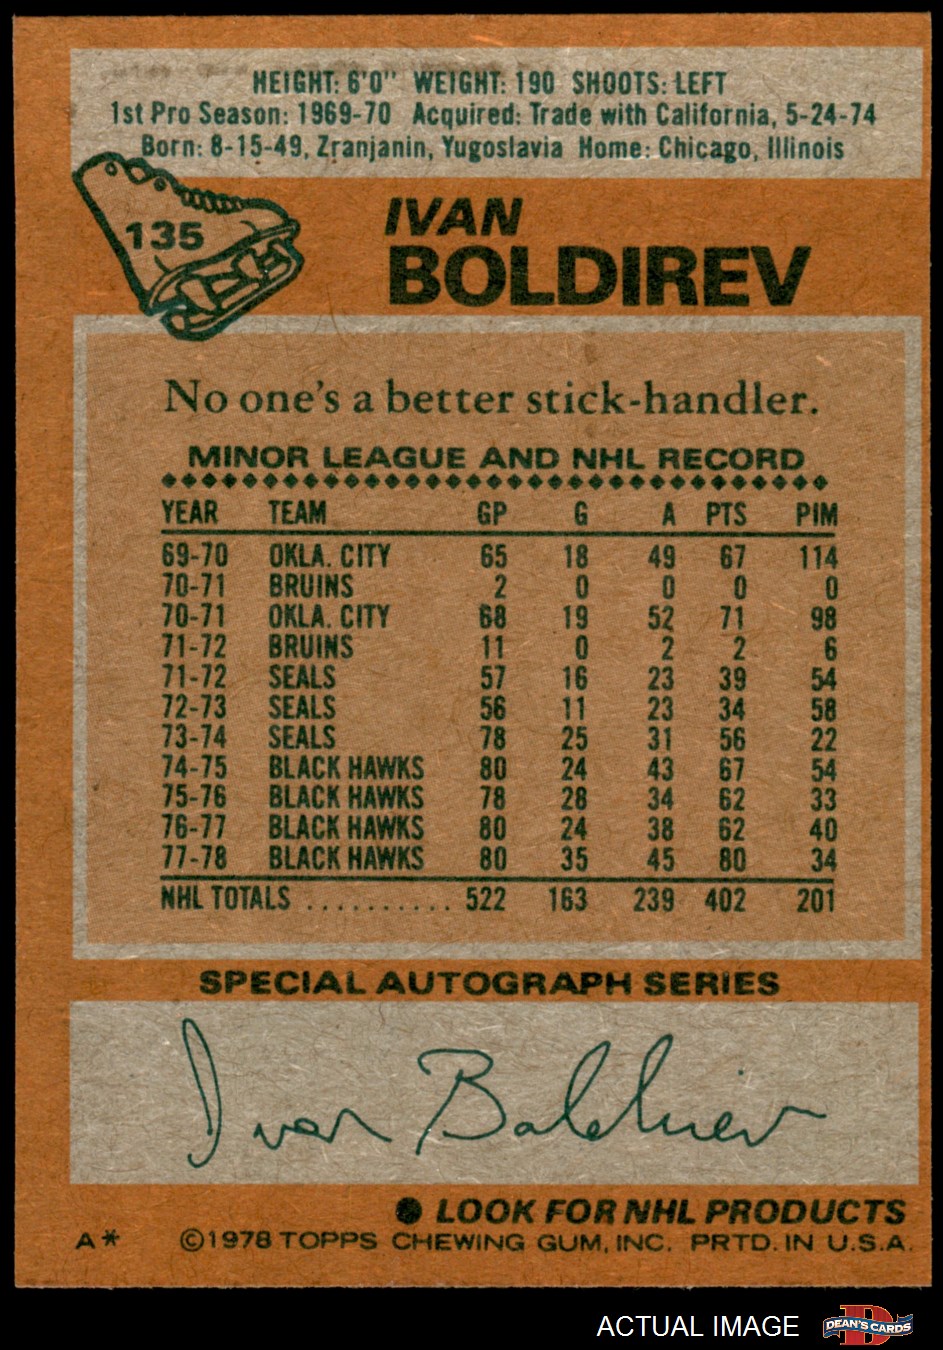 HEIGHT: 6'0" WEIGHT: 190 SHOOTS: LEFT
1st Pro Season: 1969-70 Acquired: Trade with California, 5-24-74
Born: 8-15-49, Zranjanin, Yugoslavia Home: Chicago, Illinois
135
IVAN
BOLDIREV
No one's a better stick-handler.
MINOR LEAGUE AND NHL RECORD
YEAR TEAM GP G A PTS PIM
69-70 OKLA. CITY 65 18 49 67 114
70-71 BRUINS 2 0 0 0 0
70-71 OKLA. CITY 68 19 52 71 98
71-72 BRUINS 11 0 2 2 6
71-72 SEALS 57 16 23 39 54
72-73 SEALS 56 11 23 34 58
73-74 SEALS 78 25 31 56 22
74-75 BLACK HAWKS 80 24 43 67 54
75-76 BLACK HAWKS 78 28 34 62 33
76-77 BLACK HAWKS 80 24 38 62 40
77-78 BLACK HAWKS 80 35 45 80 34
NHL TOTALS .......... 522 163 239 402 201
SPECIAL AUTOGRAPH SERIES
Ivan Boldirev
● LOOK FOR NHL PRODUCTS
A* ©1978 TOPPS CHEWING GUM, INC. PRTD. IN U.S.A.
ACTUAL IMAGE DEAN'S CARDS